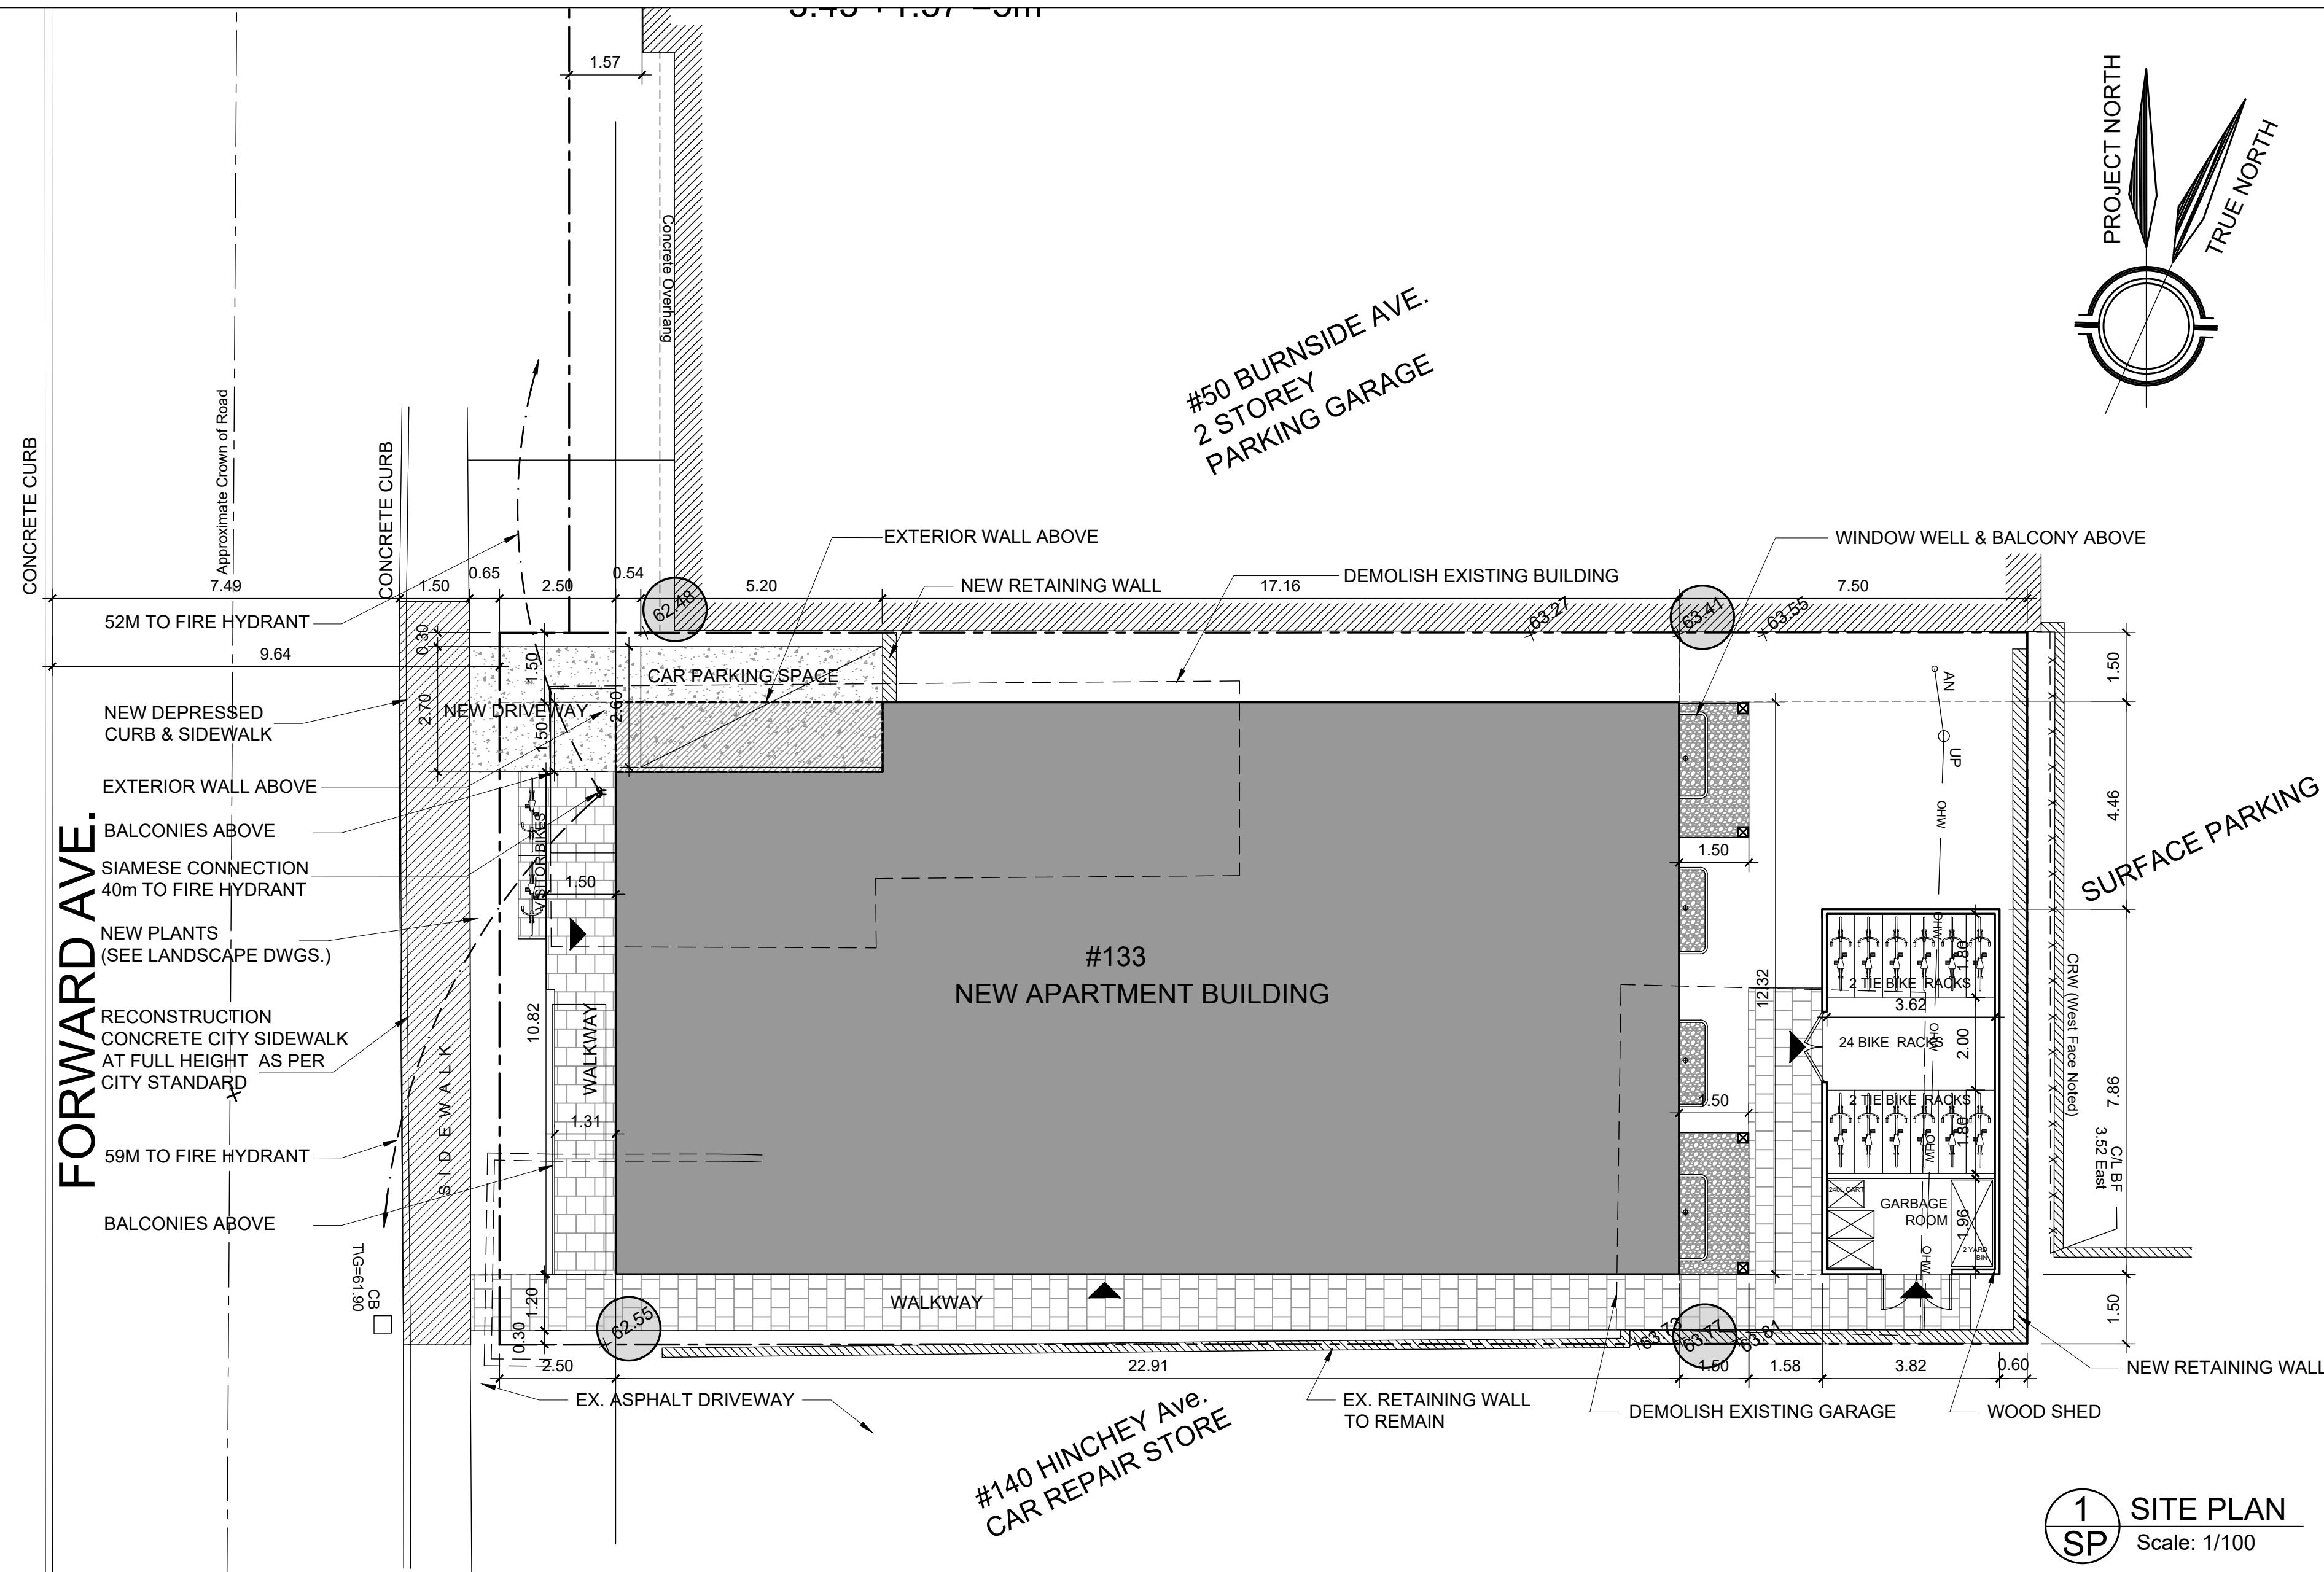 1.57
PROJECT NORTH
TRUE NORTH
Concrete Overhang
#50 BURNSIDE AVE.
2 STOREY
PARKING GARAGE
CONCRETE CURB
Approximate Crown of Road
CONCRETE CURB
EXTERIOR WALL ABOVE
WINDOW WELL & BALCONY ABOVE
NEW RETAINING WALL
DEMOLISH EXISTING BUILDING
7.49
1.50
0.65
2.50
0.54
5.20
17.16
7.50
62.48
63.27
63.41
63.55
52M TO FIRE HYDRANT
9.64
0.30
1.50
CAR PARKING SPACE
2.70
NEW DRIVEWAY
2.60
1.50
NEW DEPRESSED
CURB & SIDEWALK
EXTERIOR WALL ABOVE
BALCONIES ABOVE
SIAMESE CONNECTION
40m TO FIRE HYDRANT
NEW PLANTS
(SEE LANDSCAPE DWGS.)
RECONSTRUCTION
CONCRETE CITY SIDEWALK
AT FULL HEIGHT AS PER
CITY STANDARD
59M TO FIRE HYDRANT
BALCONIES ABOVE
FORWARD AVE.
SIDEWALK
VISITOR BIKES
1.50
10.82
WALKWAY
1.31
#133
NEW APARTMENT BUILDING
AN
UP
OHW
1.50
4.46
SURFACE PARKING
1.50
12.32
OHW
1.80
2 TIE BIKE RACKS
3.62
24 BIKE RACKS
OHW
2.00
2 TIE BIKE RACKS
1.80
OHW
1.50
240L CART
GARBAGE
ROOM
1.96
2 YARD
BIN
OHW
CRW (West Face Noted)
7.86
C/L BF
3.52 East
1.50
T\G=61.90
CB
1.20
0.30
WALKWAY
62.55
63.73
63.77
63.81
2.50
22.91
1.50
1.58
3.82
0.60
NEW RETAINING WALL
EX. ASPHALT DRIVEWAY
EX. RETAINING WALL
TO REMAIN
DEMOLISH EXISTING GARAGE
WOOD SHED
#140 HINCHEY Ave.
CAR REPAIR STORE
1
SP
SITE PLAN
Scale: 1/100